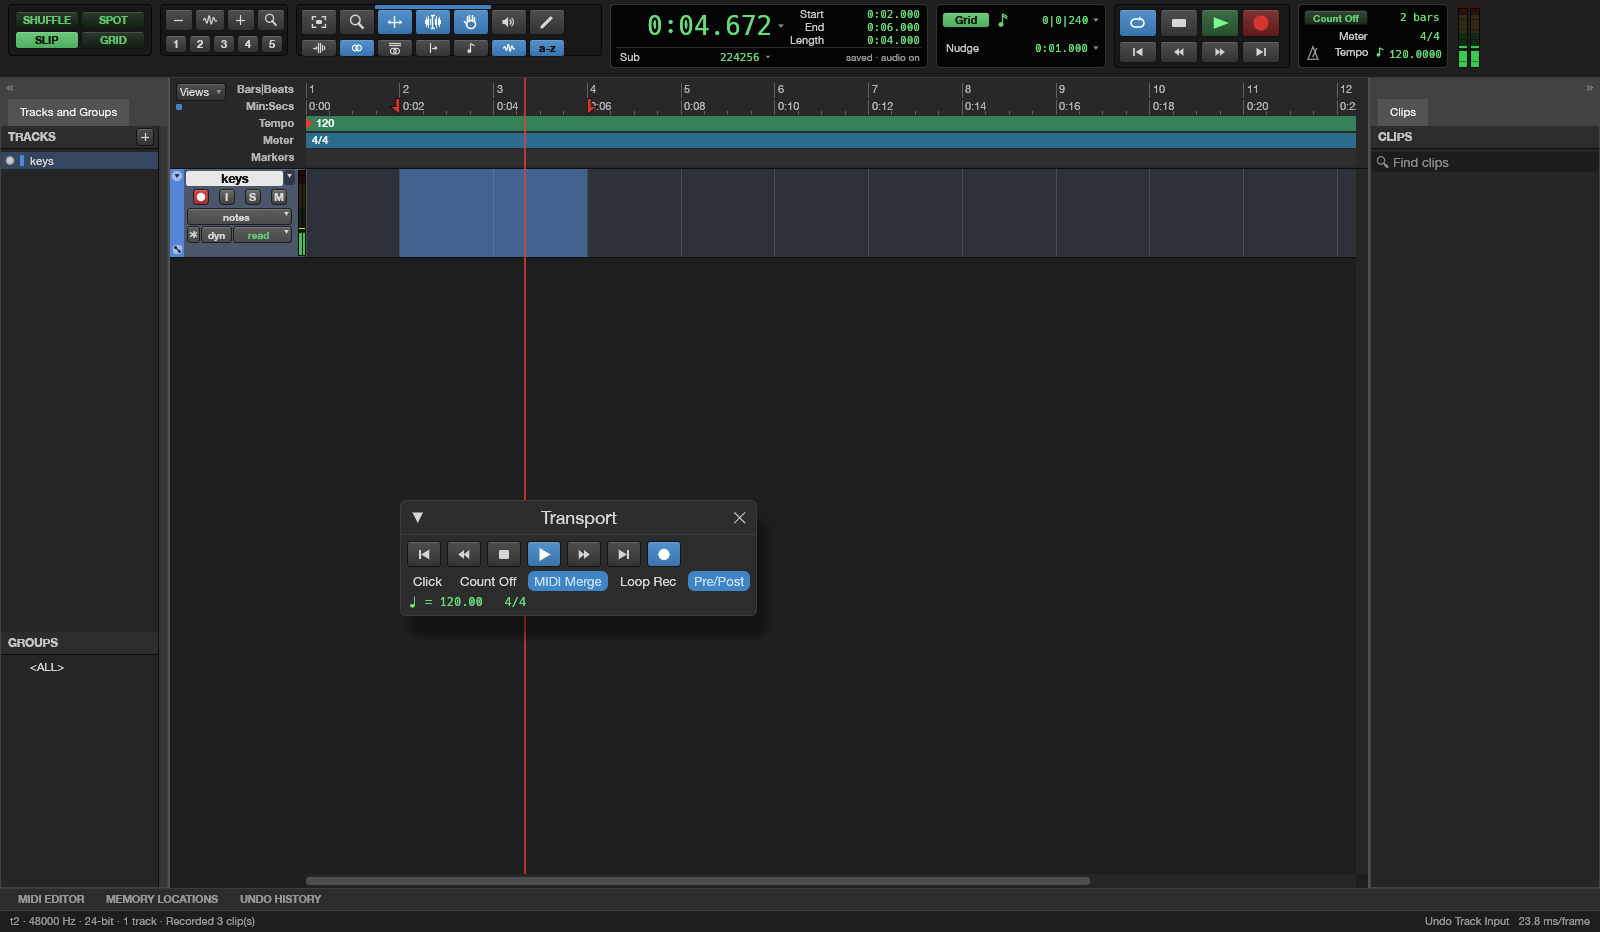 SHUFFLE SPOT
SLIP GRID
1 2 3 4 5
a-z
0:04.672
Start 0:02.000
End 0:06.000
Length 0:04.000
Sub 224256 saved · audio on
Grid 0|0|240
Nudge 0:01.000
Count Off 2 bars
Meter 4/4
Tempo 120.0000
«
Tracks and Groups
TRACKS +
keys
GROUPS
<ALL>
Views
Bars|Beats 1 2 3 4 5 6 7 8 9 10 11 12
Min:Secs 0:00 0:02 0:04 0:06 0:08 0:10 0:12 0:14 0:16 0:18 0:20 0:2
Tempo 120
Meter 4/4
Markers
keys
I S M
notes
dyn read
Transport
Click Count Off MIDI Merge Loop Rec Pre/Post
= 120.00 4/4
»
Clips
CLIPS
Find clips
MIDI EDITOR MEMORY LOCATIONS UNDO HISTORY
t2 · 48000 Hz · 24-bit · 1 track · Recorded 3 clip(s)
Undo Track Input 23.8 ms/frame